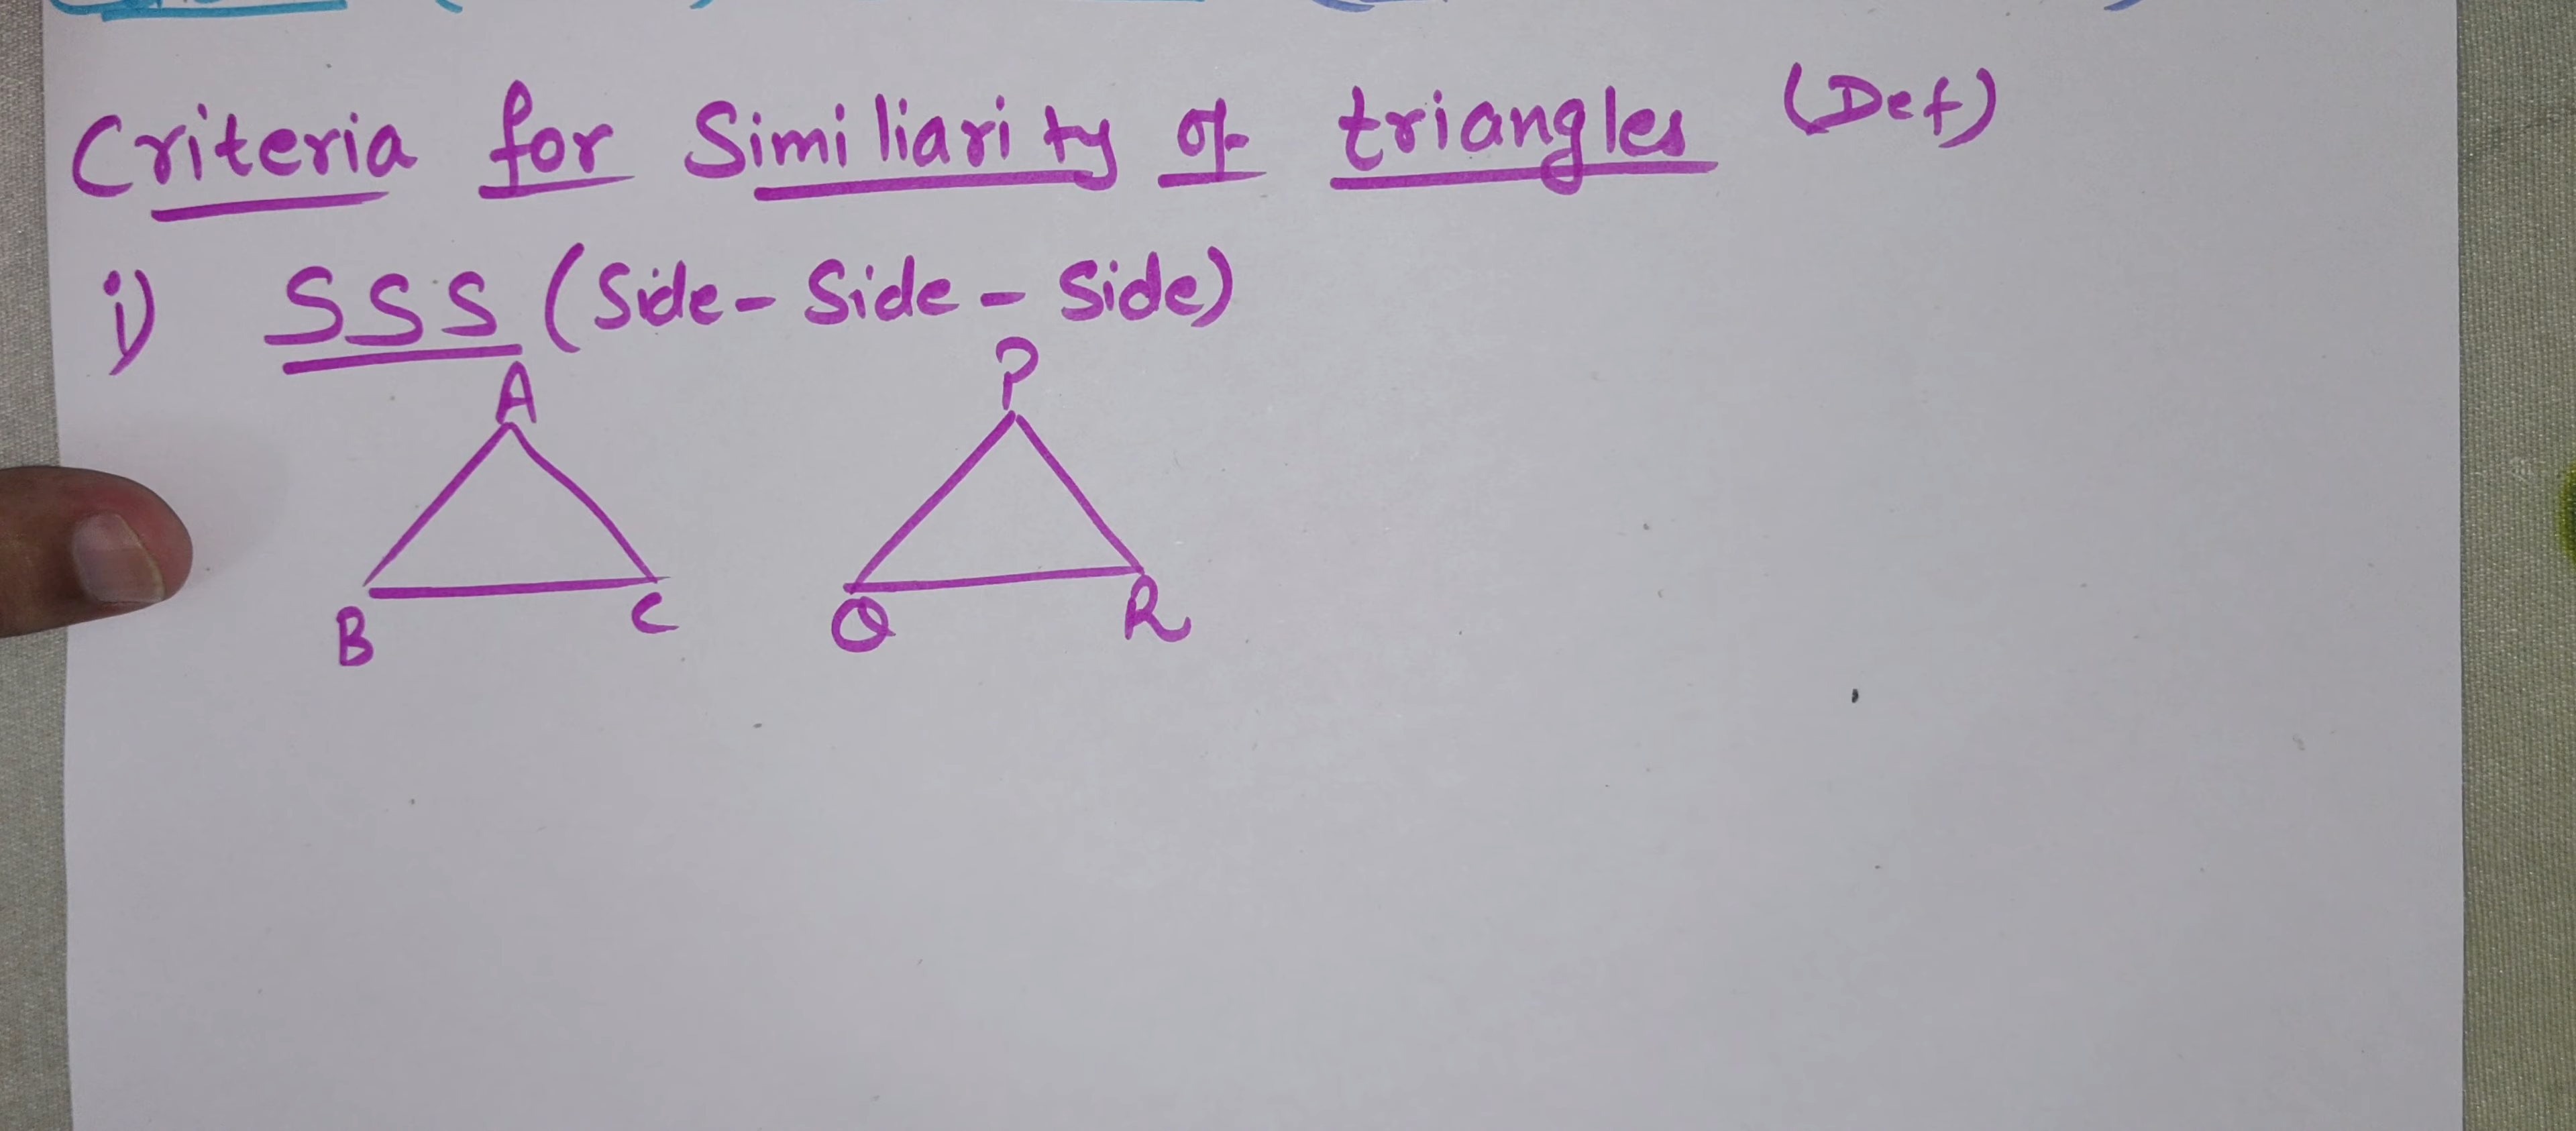 Criteria for Similiarity of triangles (Def)
i) SSS (Side - Side - Side)
A P
B C Q R